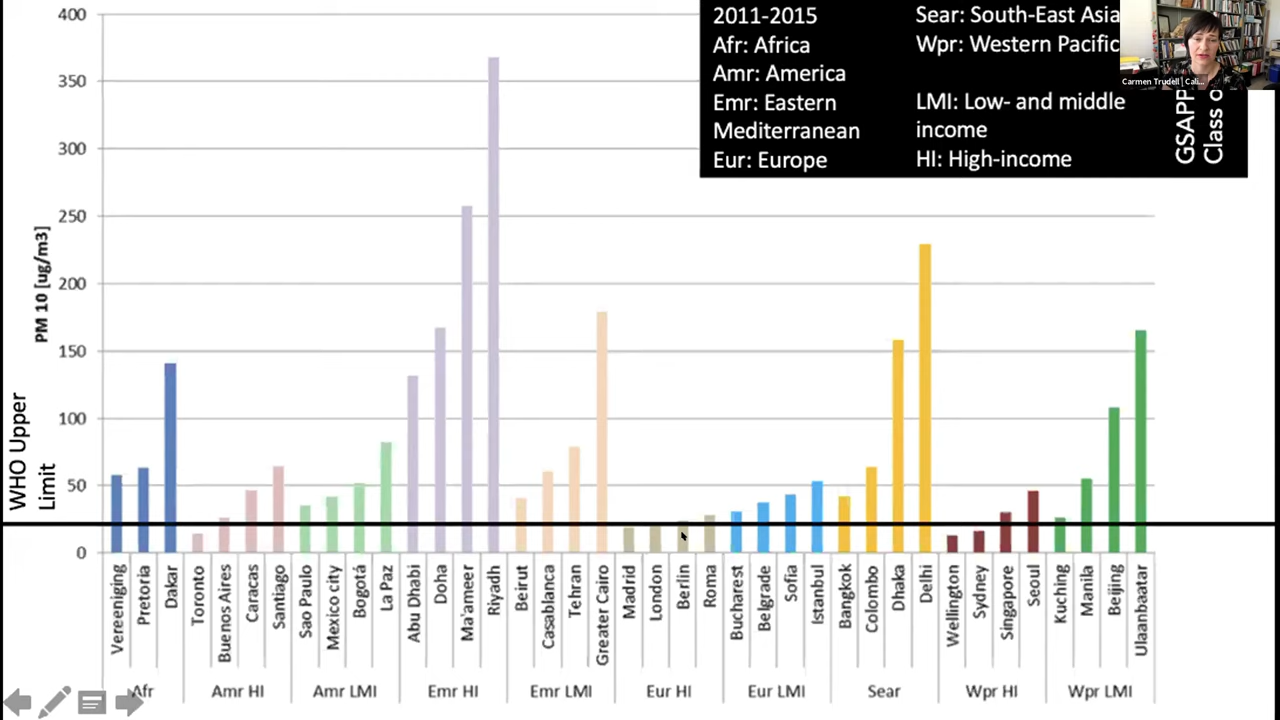 400
350
300
250
200
150
100
50
0
PM 10 [ug/m3]
WHO Upper
Limit
2011-2015
Afr: Africa
Amr: America
Emr: Eastern
Mediterranean
Eur: Europe
Sear: South-East Asia
Wpr: Western Pacific
LMI: Low- and middle
income
HI: High-income
GSAPP
Class o
Carmen Trudell | Cali...
Vereeniging
Pretoria
Dakar
Toronto
Buenos Aires
Caracas
Santiago
Sao Paulo
Mexico city
Bogotá
La Paz
Abu Dhabi
Doha
Ma'ameer
Riyadh
Beirut
Casablanca
Tehran
Greater Cairo
Madrid
London
Berlin
Roma
Bucharest
Belgrade
Sofia
Istanbul
Bangkok
Colombo
Dhaka
Delhi
Wellington
Sydney
Singapore
Seoul
Kuching
Manila
Beijing
Ulaanbaatar
Afr
Amr HI
Amr LMI
Emr HI
Emr LMI
Eur HI
Eur LMI
Sear
Wpr HI
Wpr LMI